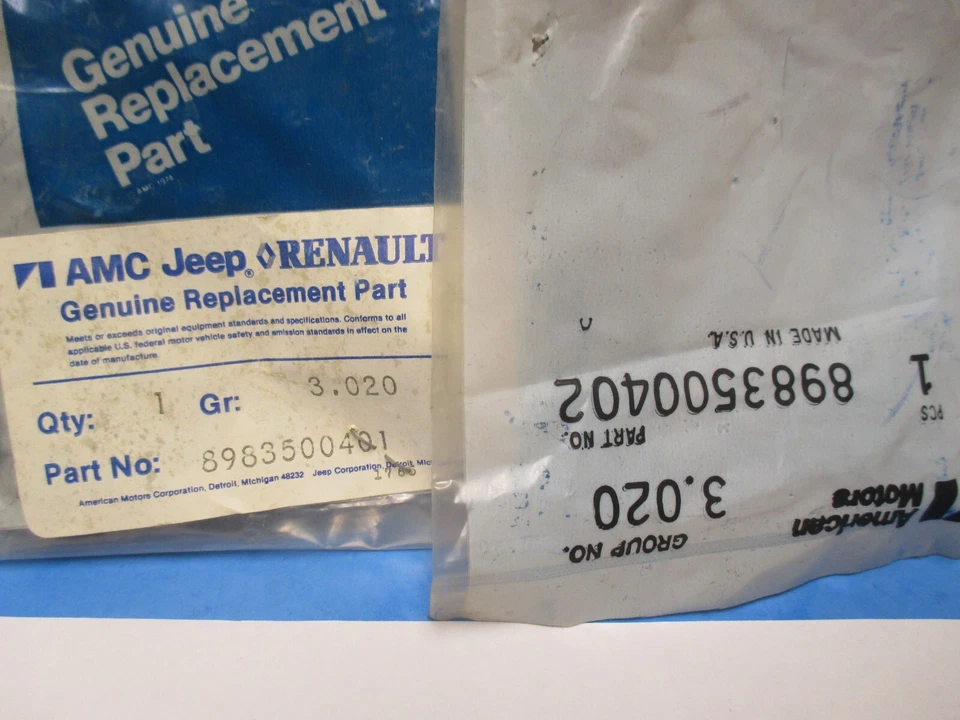 Genuine
Replacement
Part
AMC 1978
AMC Jeep® RENAULT
Genuine Replacement Part
Meets or exceeds original equipment standards and specifications. Conforms to all
applicable U.S. federal motor vehicle safety and emission standards in effect on the
date of manufacture
Qty: 1 Gr: 3.020
Part No: 8983500401
American Motors Corporation, Detroit, Michigan 48232 Jeep Corporation, Detroit, Mic
American
Motors
GROUP NO.
3.020
PCS
1
PART NO.
8983500402
MADE IN U.S.A.